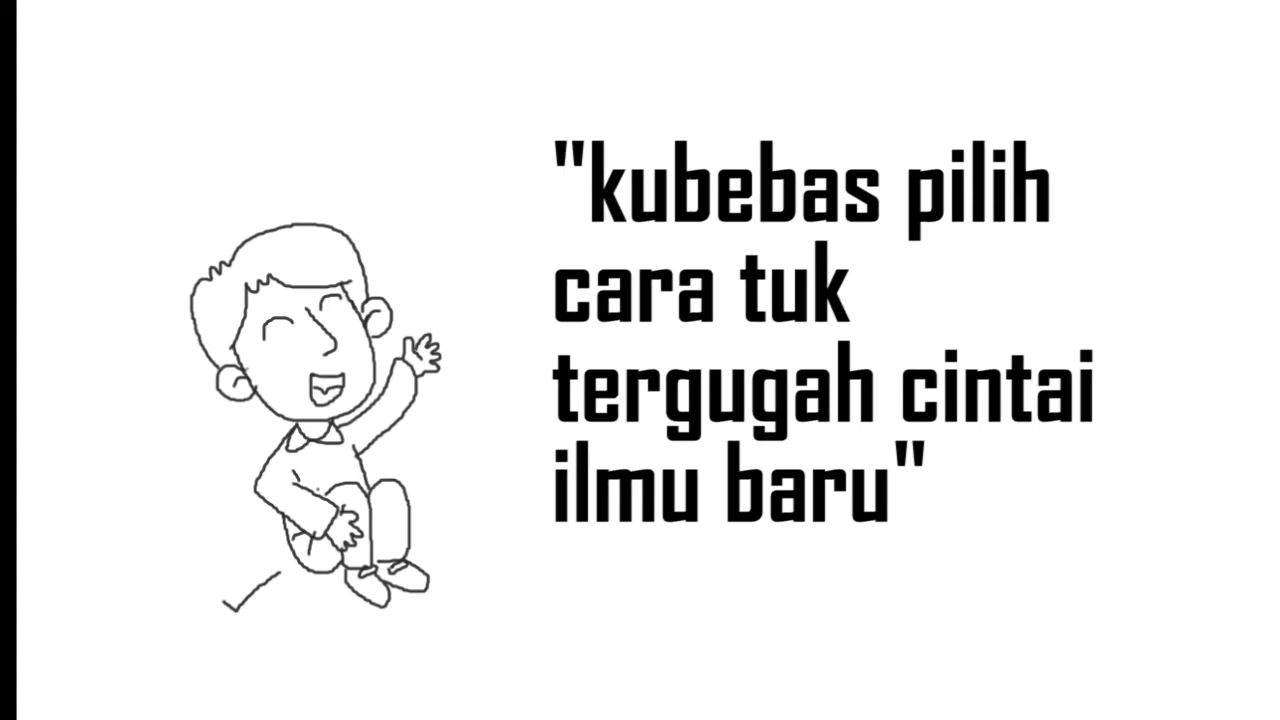 "kubebas pilih
cara tuk
tergugah cintai
ilmu baru"